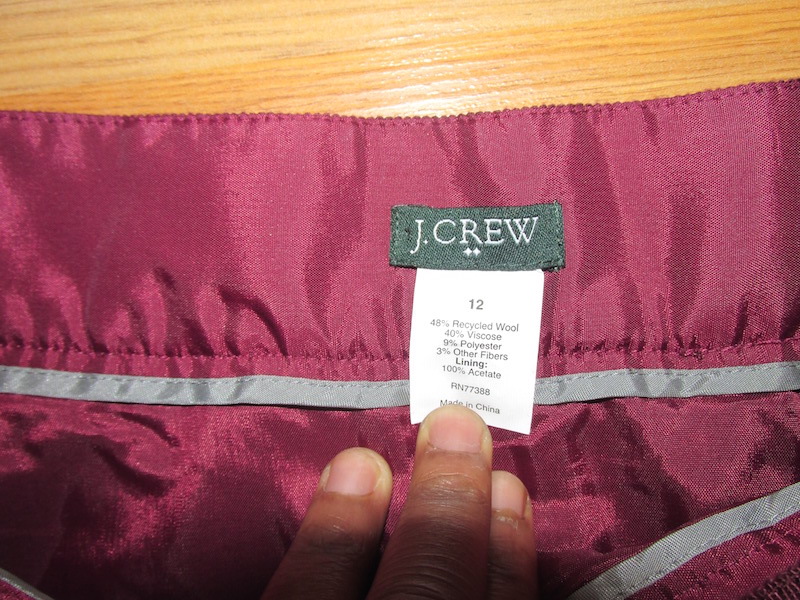 J.CREW
12
48% Recycled Wool
40% Viscose
9% Polyester
3% Other Fibers
Lining:
100% Acetate
RN77388
Made in China